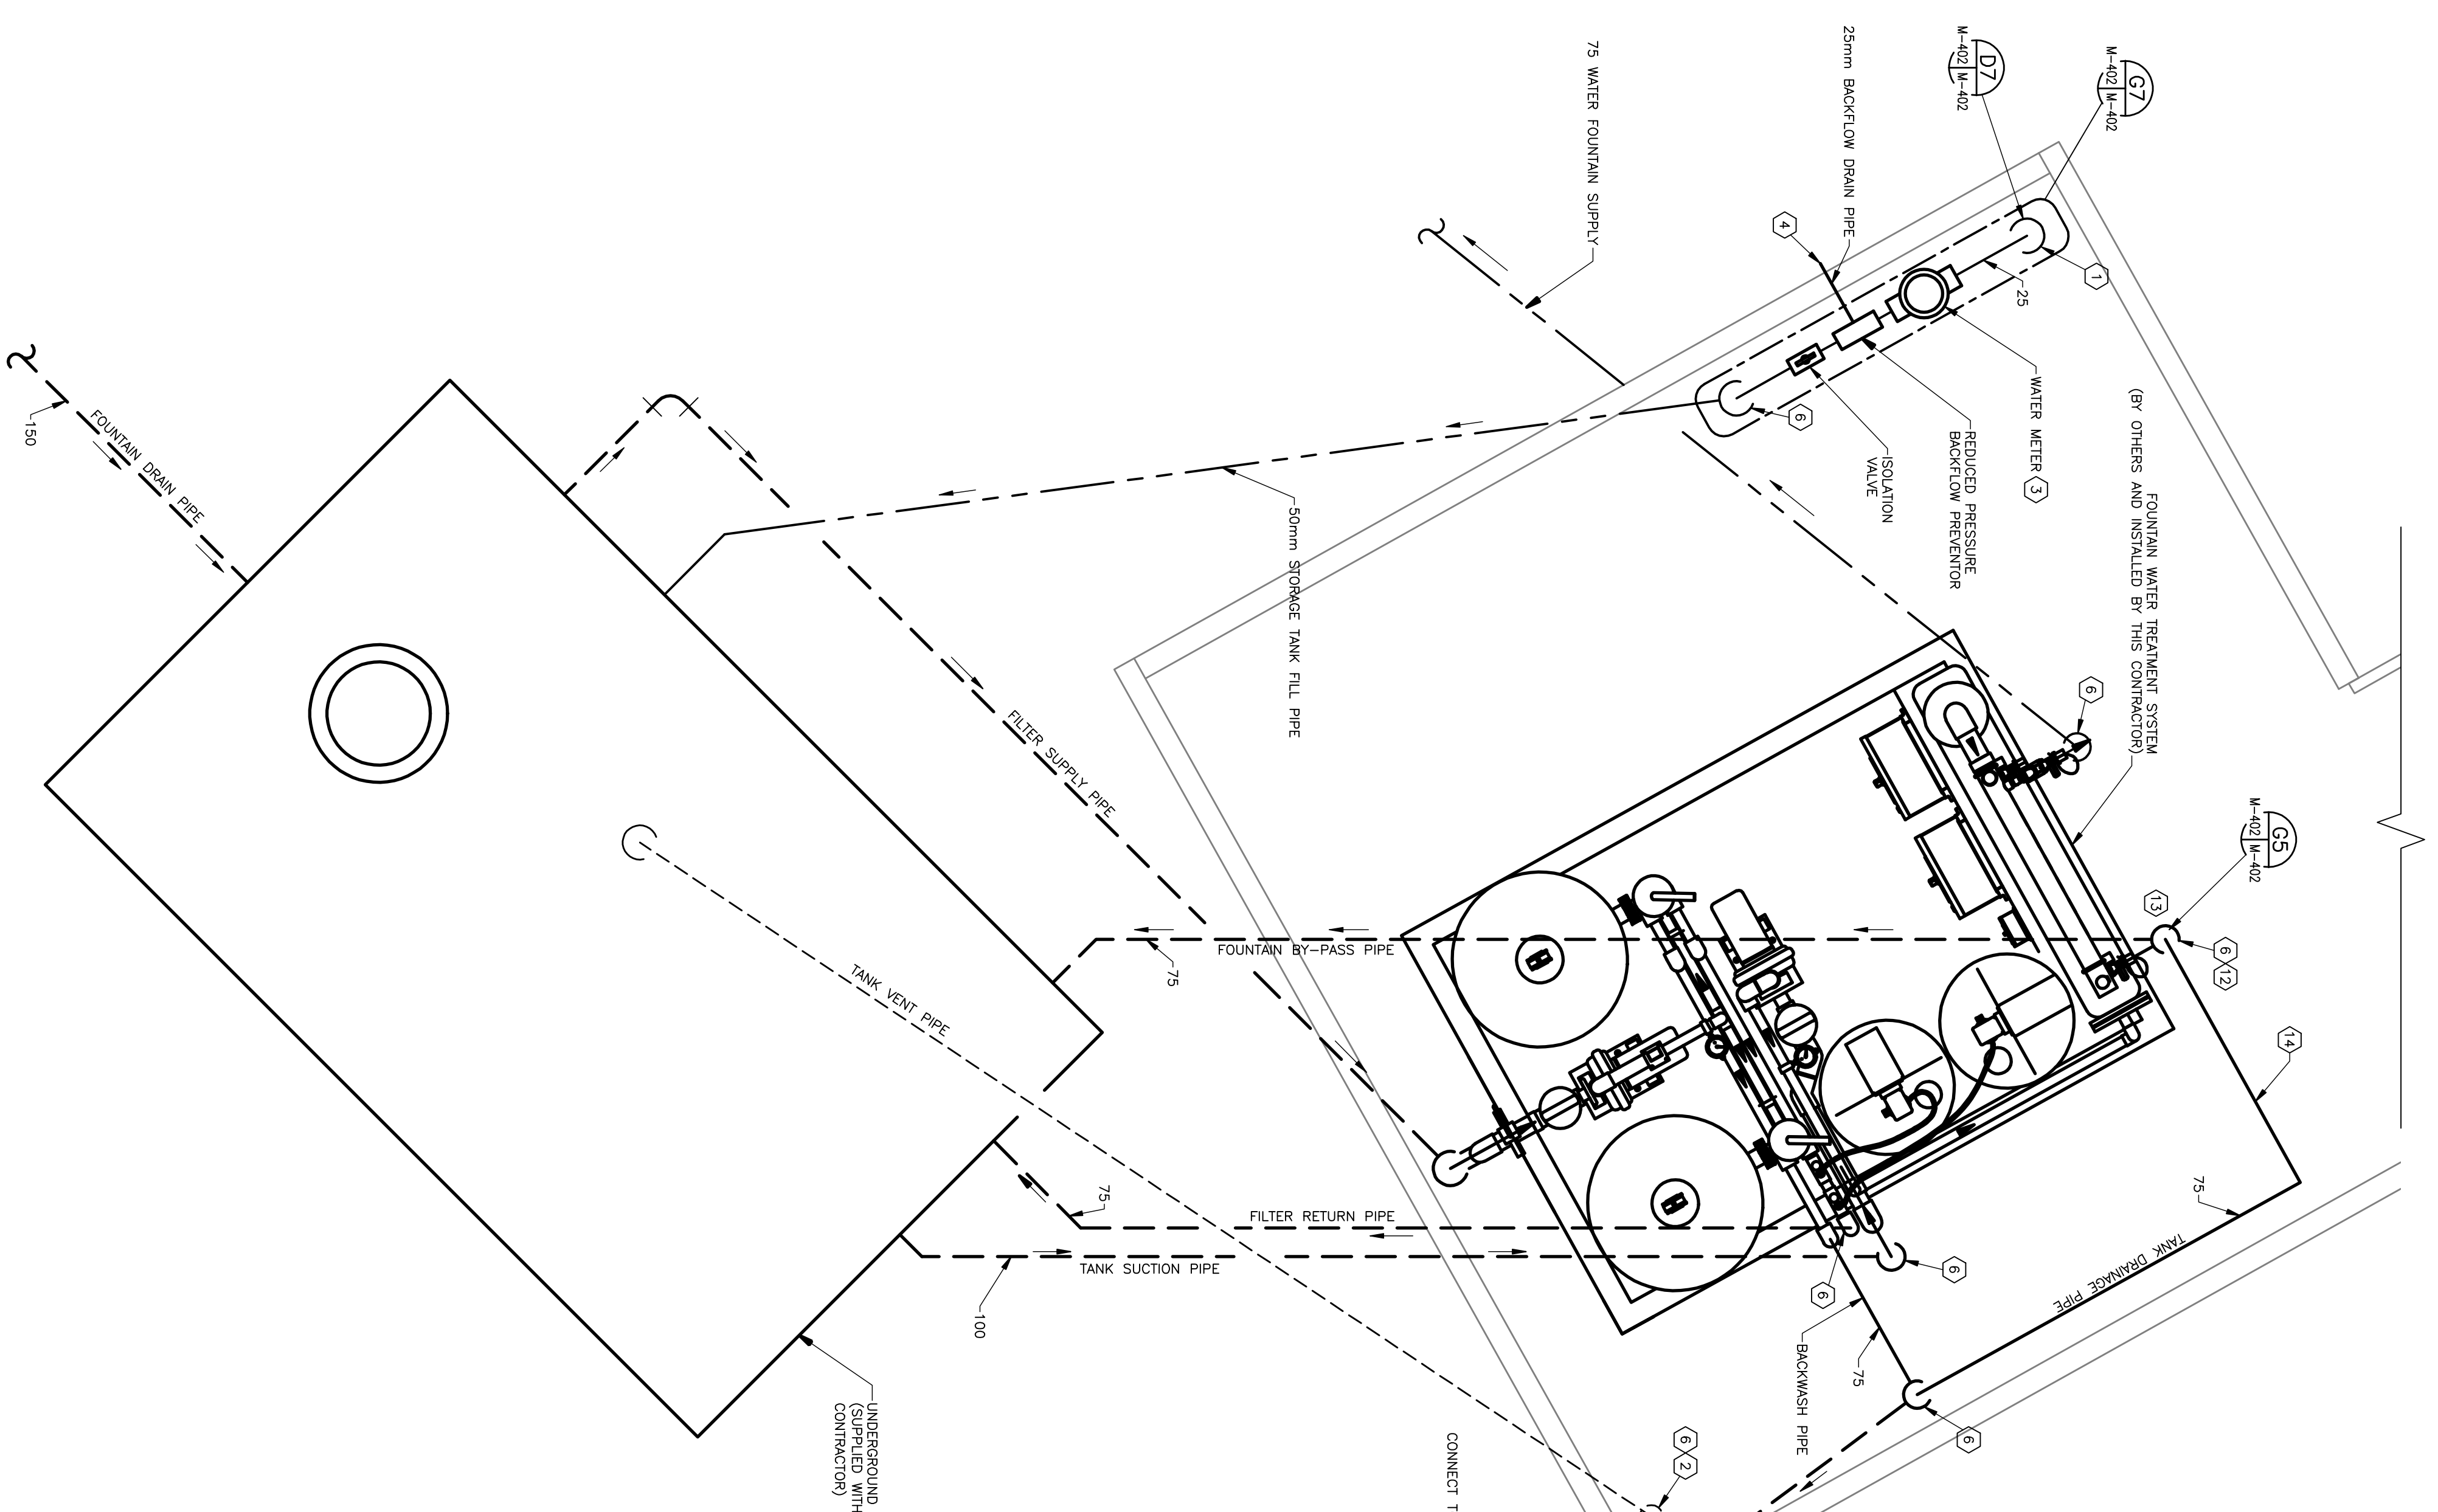 G7
M-402 M-402
D7
M-402 M-402
25mm BACKFLOW DRAIN PIPE
75 WATER FOUNTAIN SUPPLY
4
1
25
WATER METER 3
REDUCED PRESSURE
BACKFLOW PREVENTOR
ISOLATION
VALVE
6
FOUNTAIN WATER TREATMENT SYSTEM
(BY OTHERS AND INSTALLED BY THIS CONTRACTOR)
6
G5
M-402 M-402
13
6
12
14
75
TANK DRAINAGE PIPE
50mm STORAGE TANK FILL PIPE
150
FOUNTAIN DRAIN PIPE
FILTER SUPPLY PIPE
FOUNTAIN BY-PASS PIPE
75
TANK VENT PIPE
75
FILTER RETURN PIPE
TANK SUCTION PIPE
100
6
6
BACKWASH PIPE
75
6
6
2
UNDERGROUND
(SUPPLIED WITH
CONTRACTOR)
CONNECT T